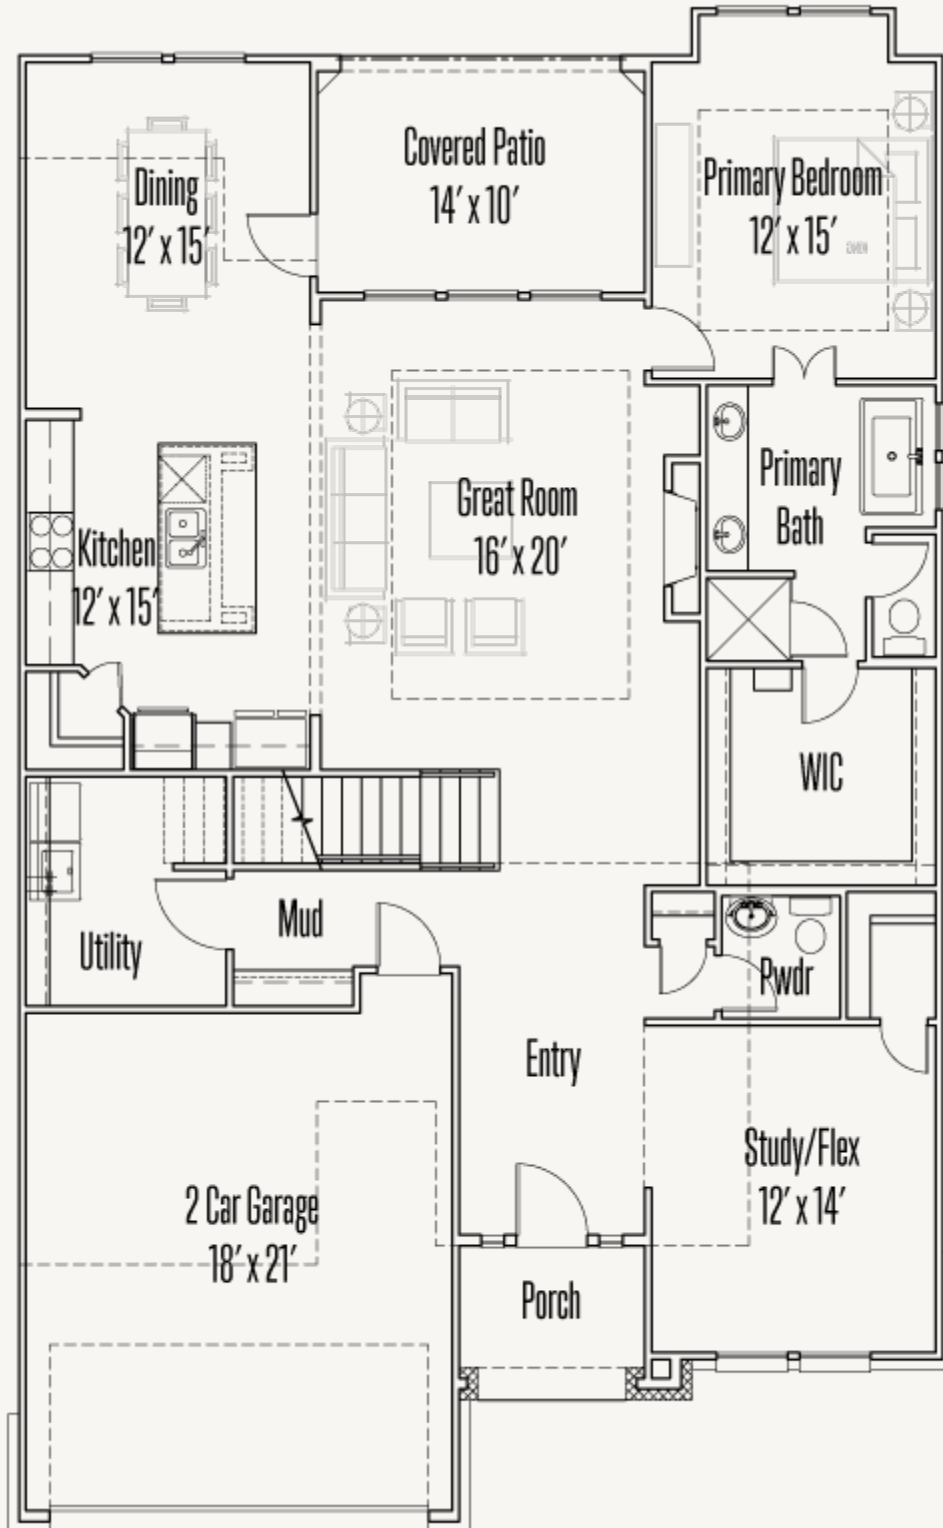 Covered Patio
14' x 10'
Dining
12' x 15'
Primary Bedroom
12' x 15'
KING
Great Room
16' x 20'
Primary
Bath
Kitchen
12' x 15'
WIC
Mud
Utility
Pwdr
Entry
Study/Flex
12' x 14'
2 Car Garage
18' x 21'
Porch